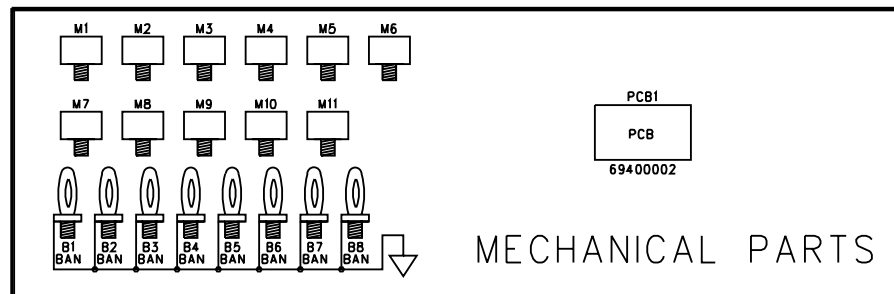 M1 M2 M3 M4 M5 M6
M7 M8 M9 M10 M11
PCB1
PCB
69400002
B1 B2 B3 B4 B5 B6 B7 B8
BAN BAN BAN BAN BAN BAN BAN BAN
MECHANICAL PARTS